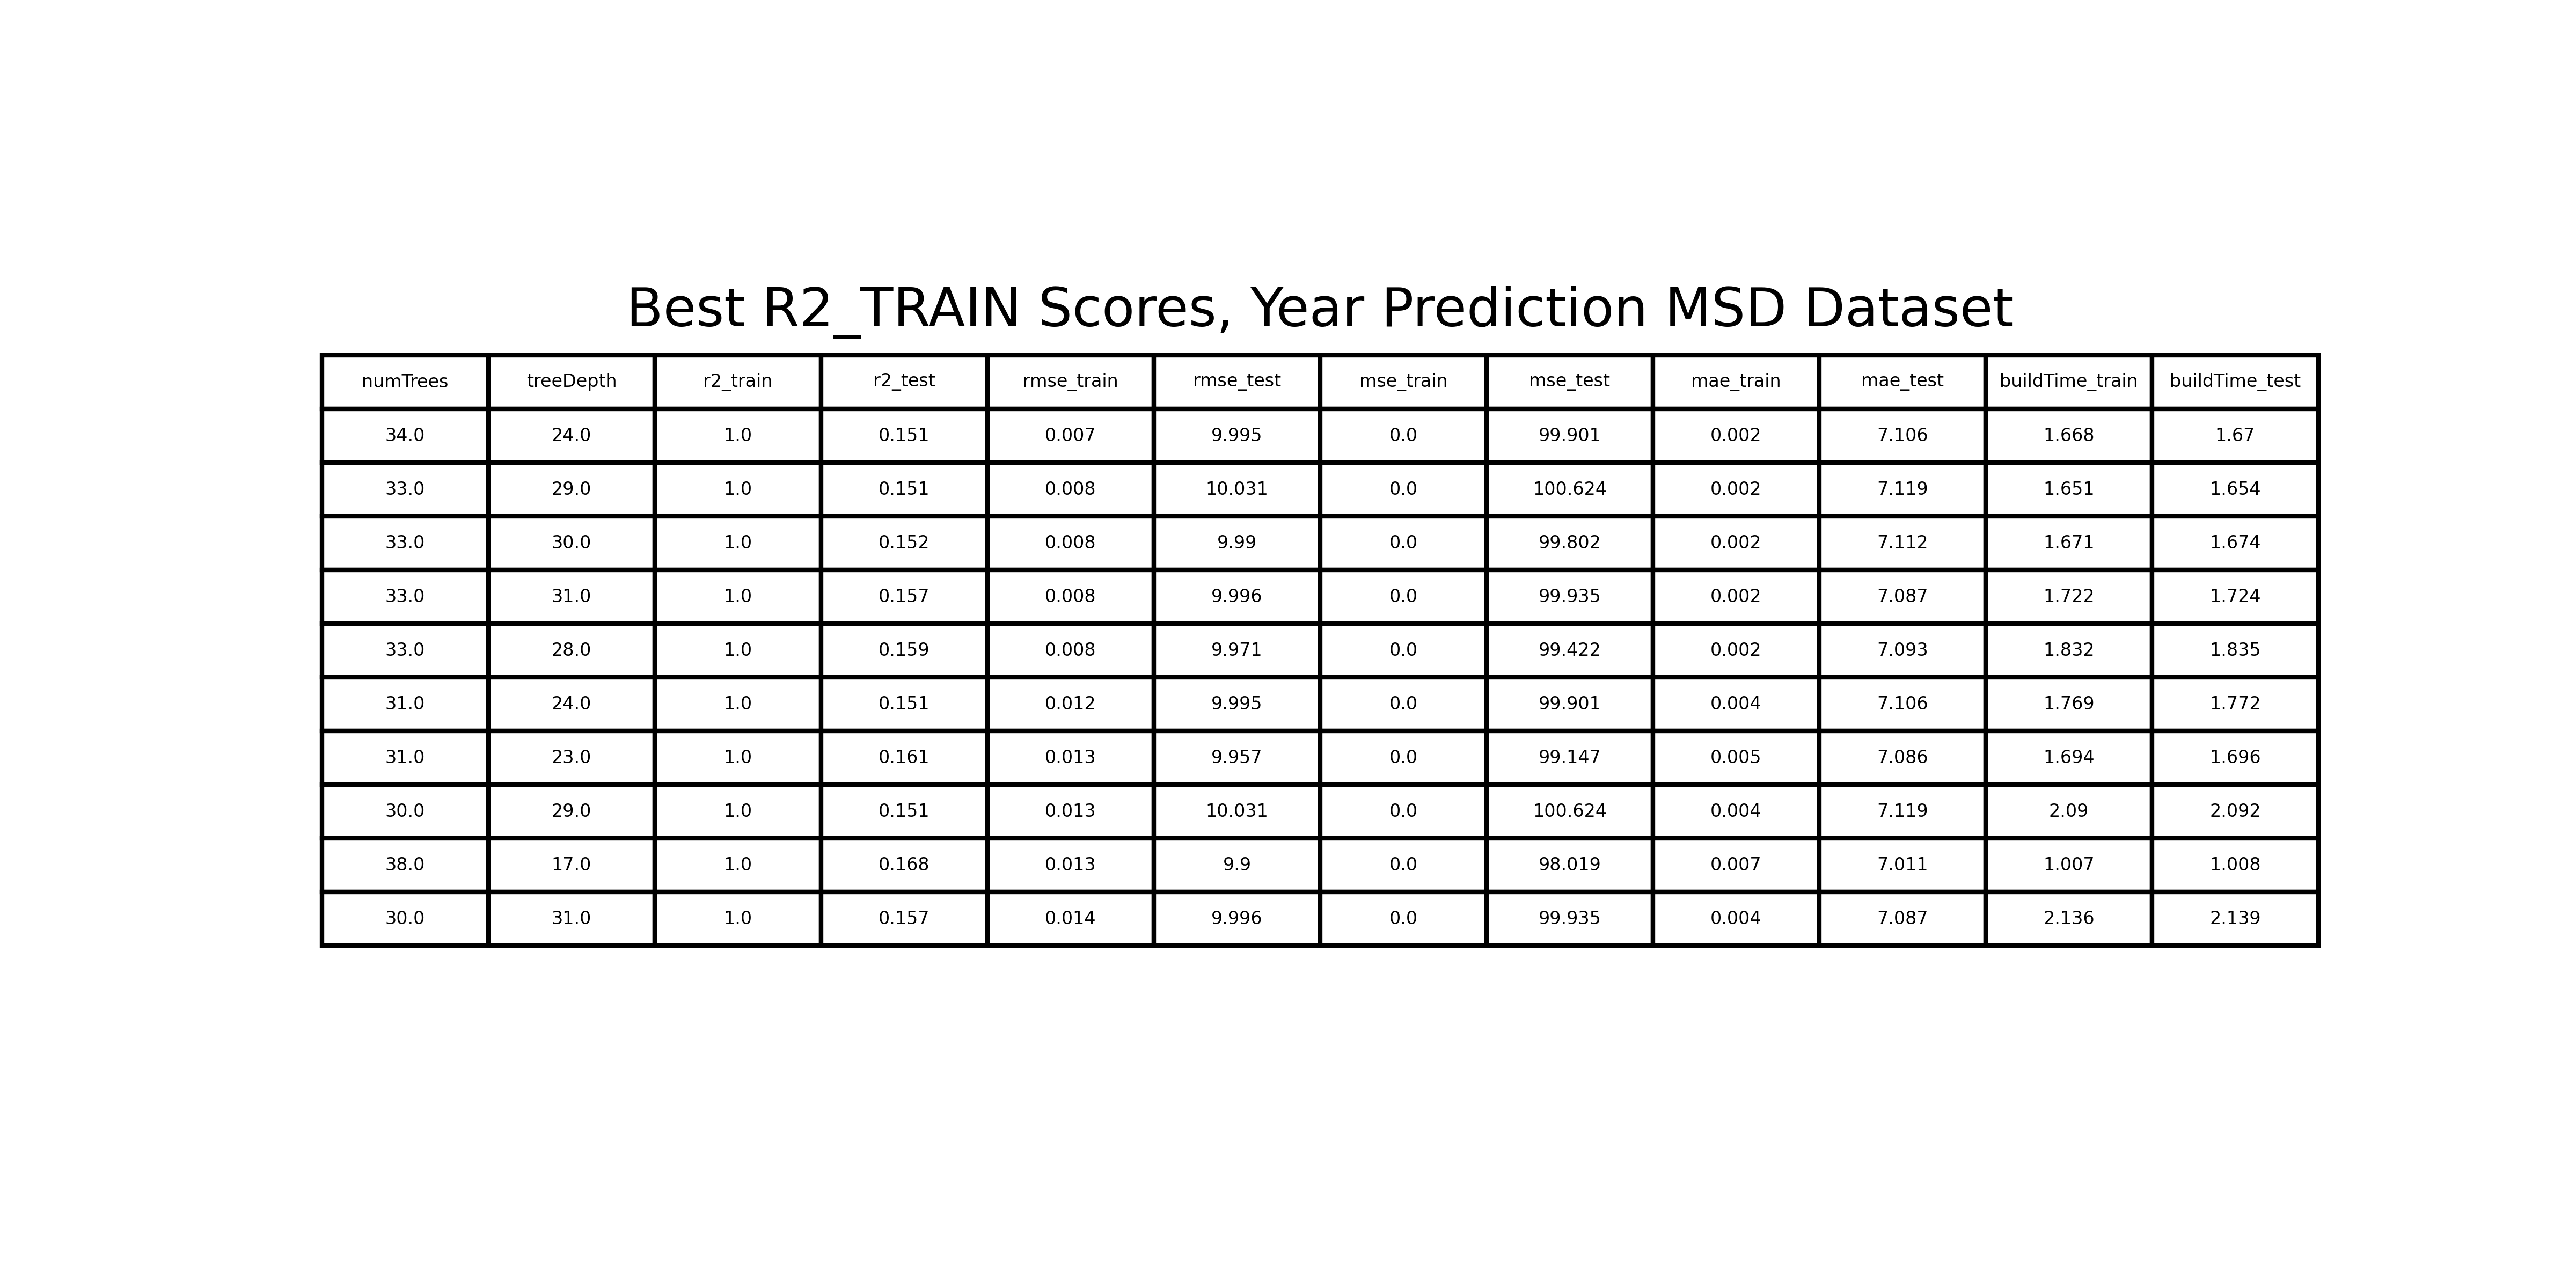 Best R2_TRAIN Scores, Year Prediction MSD Dataset
numTrees treeDepth r2_train r2_test rmse_train rmse_test mse_train mse_test mae_train mae_test buildTime_train buildTime_test
34.0 24.0 1.0 0.151 0.007 9.995 0.0 99.901 0.002 7.106 1.668 1.67
33.0 29.0 1.0 0.151 0.008 10.031 0.0 100.624 0.002 7.119 1.651 1.654
33.0 30.0 1.0 0.152 0.008 9.99 0.0 99.802 0.002 7.112 1.671 1.674
33.0 31.0 1.0 0.157 0.008 9.996 0.0 99.935 0.002 7.087 1.722 1.724
33.0 28.0 1.0 0.159 0.008 9.971 0.0 99.422 0.002 7.093 1.832 1.835
31.0 24.0 1.0 0.151 0.012 9.995 0.0 99.901 0.004 7.106 1.769 1.772
31.0 23.0 1.0 0.161 0.013 9.957 0.0 99.147 0.005 7.086 1.694 1.696
30.0 29.0 1.0 0.151 0.013 10.031 0.0 100.624 0.004 7.119 2.09 2.092
38.0 17.0 1.0 0.168 0.013 9.9 0.0 98.019 0.007 7.011 1.007 1.008
30.0 31.0 1.0 0.157 0.014 9.996 0.0 99.935 0.004 7.087 2.136 2.139